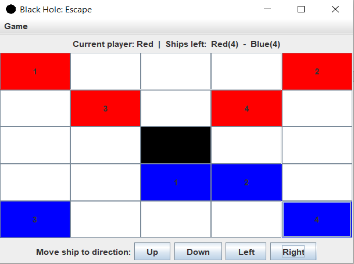 Black Hole: Escape
Game
Current player: Red | Ships left: Red(4) - Blue(4)
1 2
3 4
1 2
2 4
Move ship to direction: Up Down Left Right